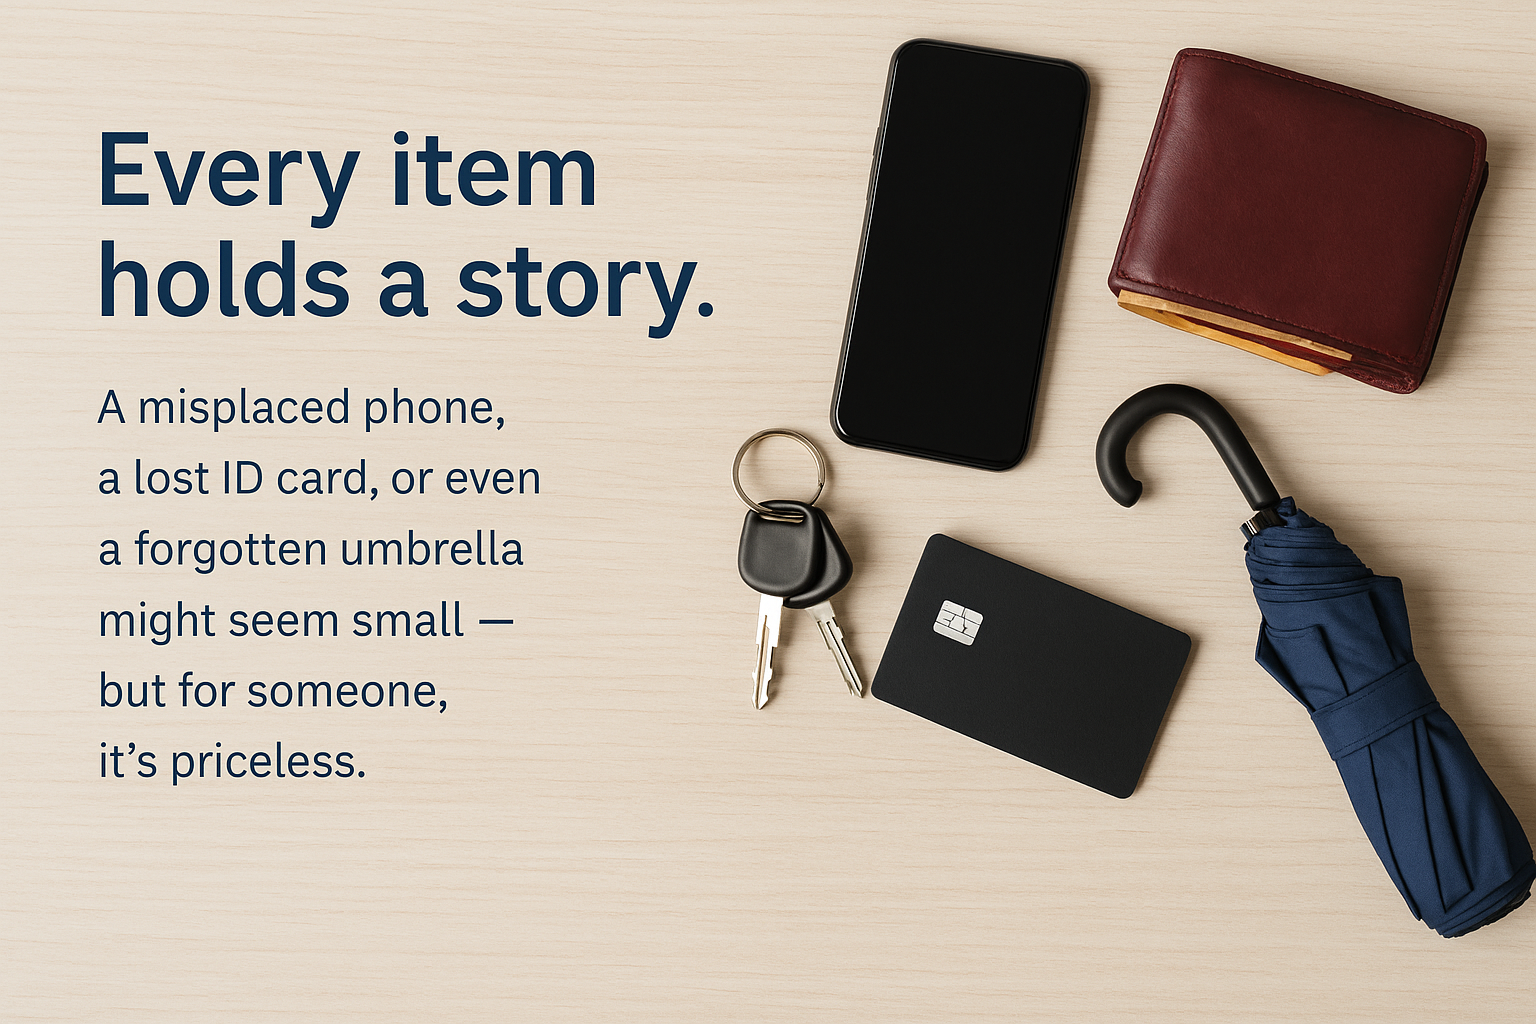 Every item
holds a story.
A misplaced phone,
a lost ID card, or even
a forgotten umbrella
might seem small —
but for someone,
it’s priceless.